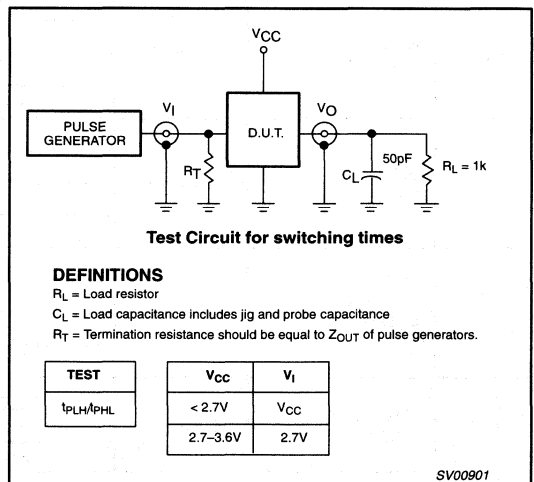 VCC
VI
VO
PULSE GENERATOR
D.U.T.
RT
CL
50pF
RL = 1k
Test Circuit for switching times
DEFINITIONS
RL = Load resistor
CL = Load capacitance includes jig and probe capacitance
RT = Termination resistance should be equal to ZOUT of pulse generators.
TEST
tPLH/tPHL
VCC VI
< 2.7V VCC
2.7–3.6V 2.7V
SV00901